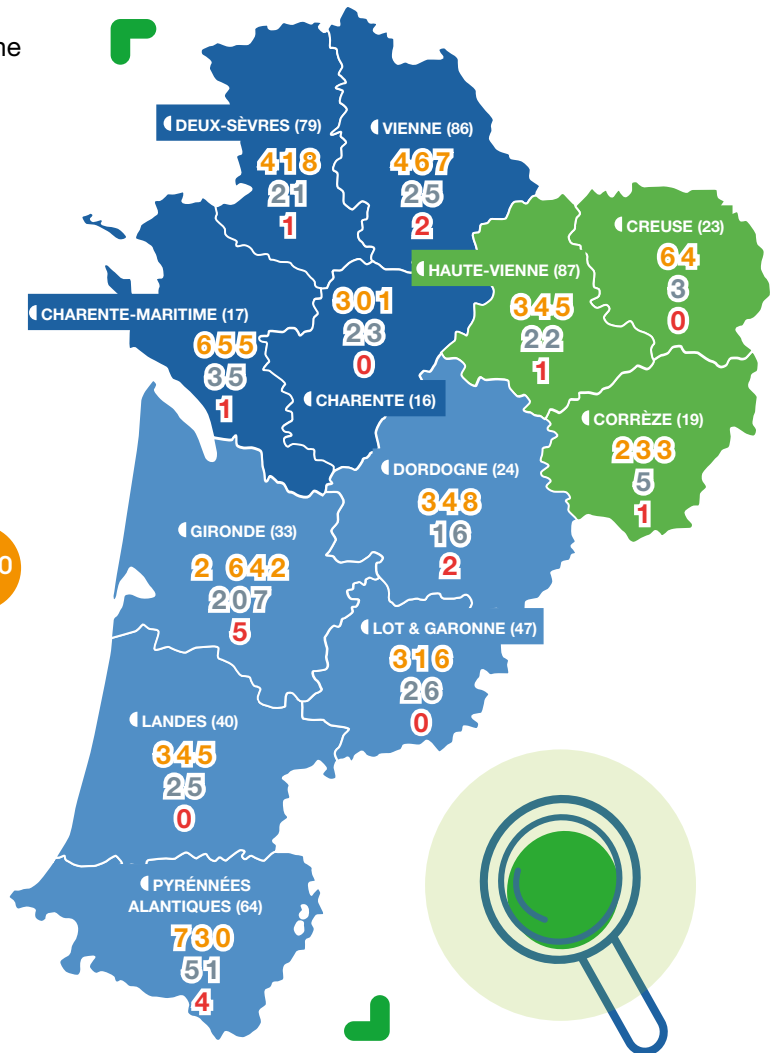 ne
DEUX-SÈVRES (79)
418
21
1
VIENNE (86)
467
25
2
CREUSE (23)
64
3
0
HAUTE-VIENNE (87)
345
22
1
CHARENTE-MARITIME (17)
655
35
1
301
23
0
CHARENTE (16)
CORRÈZE (19)
233
5
1
DORDOGNE (24)
348
16
2
GIRONDE (33)
2 642
207
5
0
LOT & GARONNE (47)
316
26
0
LANDES (40)
345
25
0
PYRÉNNÉES
ALANTIQUES (64)
730
51
4